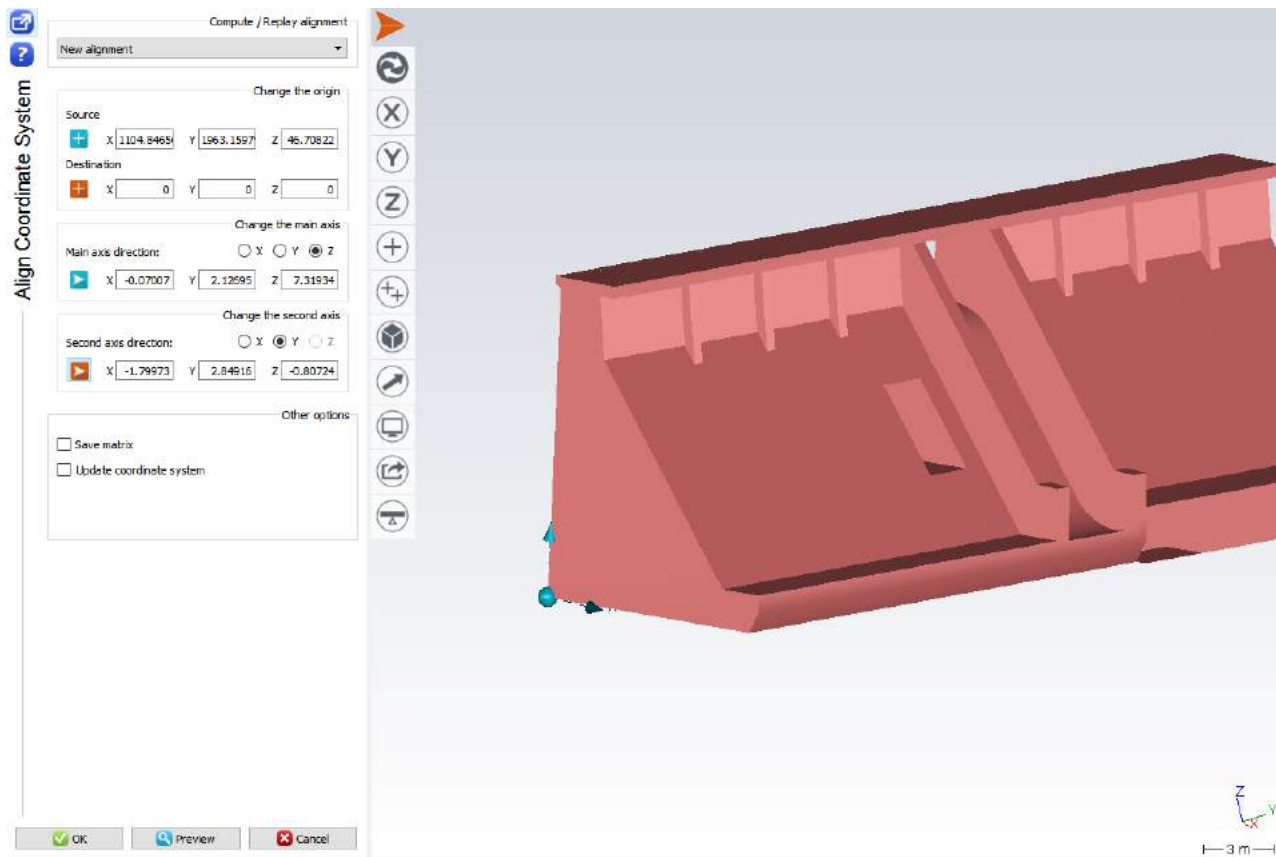 Align Coordinate System
Compute / Replay alignment
New alignment
Change the origin
Source
X 1104.8465 Y 1963.1597 Z 46.70822
Destination
X 0 Y 0 Z 0
Change the main axis
Main axis direction: X Y Z
X -0.07007 Y 2.12695 Z 7.31934
Change the second axis
Second axis direction: X Y Z
X -1.79973 Y 2.84916 Z -0.80724
Other options
Save matrix
Update coordinate system
OK Preview Cancel
?
X
Y
Z
Z
Y
X
3 m